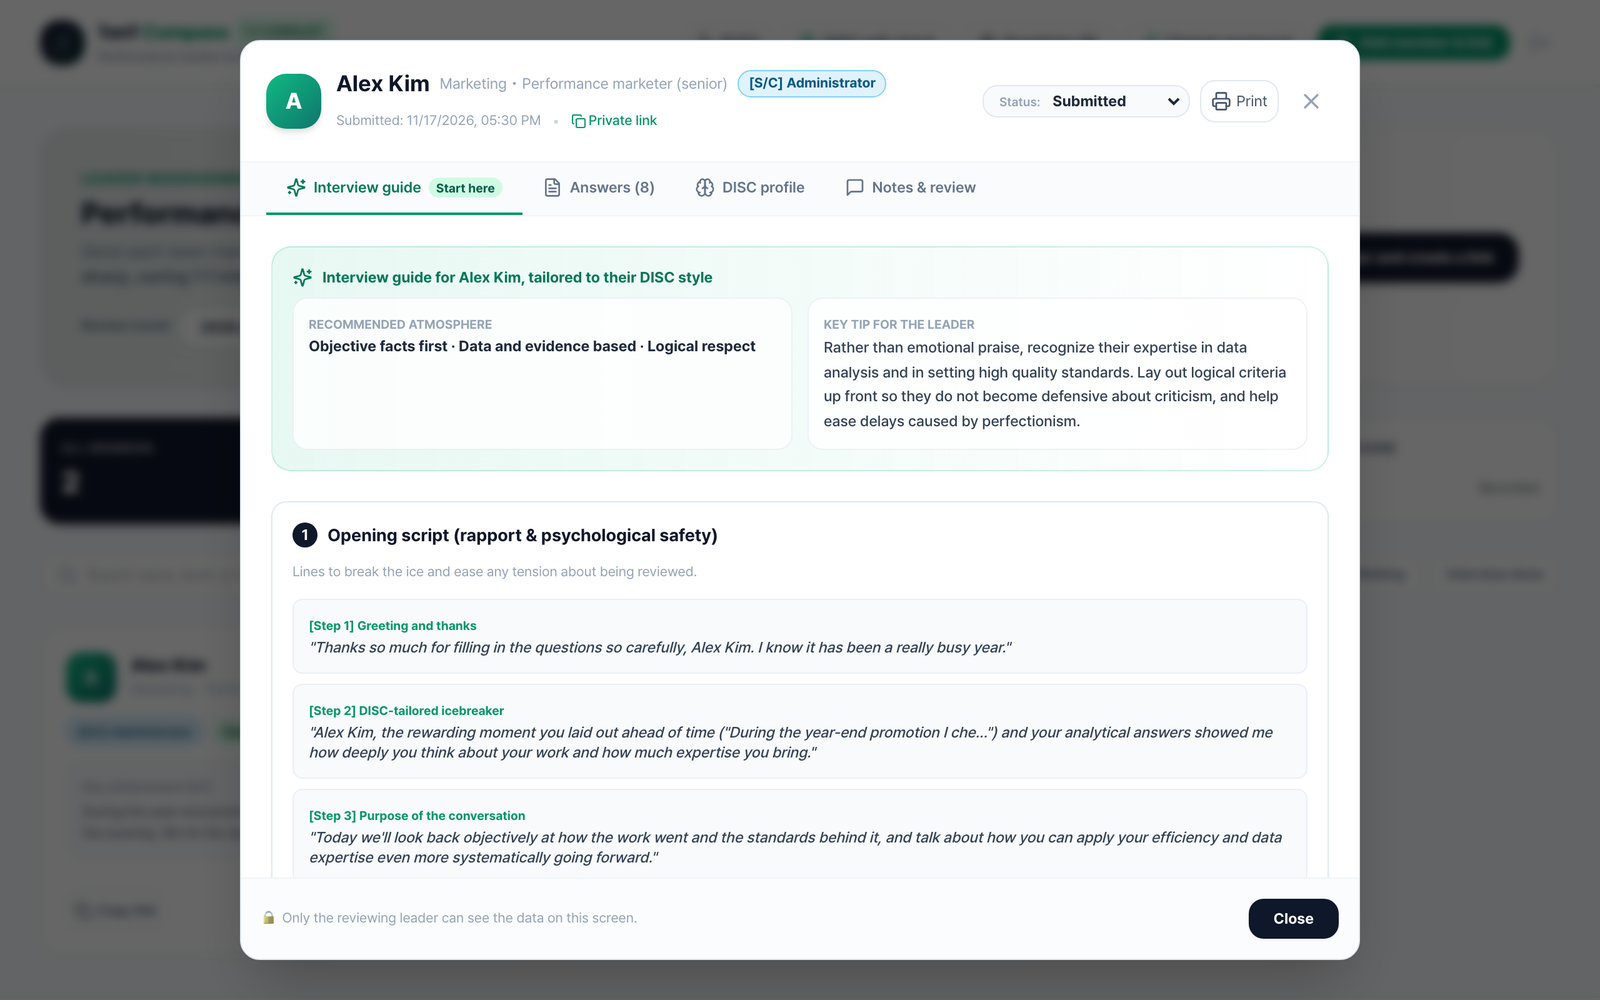 Alex Kim Marketing • Performance marketer (senior) [S/C] Administrator
Submitted: 11/17/2026, 05:30 PM • Private link
Status: Submitted
Print
Interview guide Start here Answers (8) DISC profile Notes & review
Interview guide for Alex Kim, tailored to their DISC style
RECOMMENDED ATMOSPHERE
Objective facts first · Data and evidence based · Logical respect
KEY TIP FOR THE LEADER
Rather than emotional praise, recognize their expertise in data
analysis and in setting high quality standards. Lay out logical criteria
up front so they do not become defensive about criticism, and help
ease delays caused by perfectionism.
1 Opening script (rapport & psychological safety)
Lines to break the ice and ease any tension about being reviewed.
[Step 1] Greeting and thanks
"Thanks so much for filling in the questions so carefully, Alex Kim. I know it has been a really busy year."
[Step 2] DISC-tailored icebreaker
"Alex Kim, the rewarding moment you laid out ahead of time ("During the year-end promotion I che...") and your analytical answers showed me
how deeply you think about your work and how much expertise you bring."
[Step 3] Purpose of the conversation
"Today we'll look back objectively at how the work went and the standards behind it, and talk about how you can apply your efficiency and data
expertise even more systematically going forward."
Only the reviewing leader can see the data on this screen.
Close
A
Performanc
2
Alex Kim